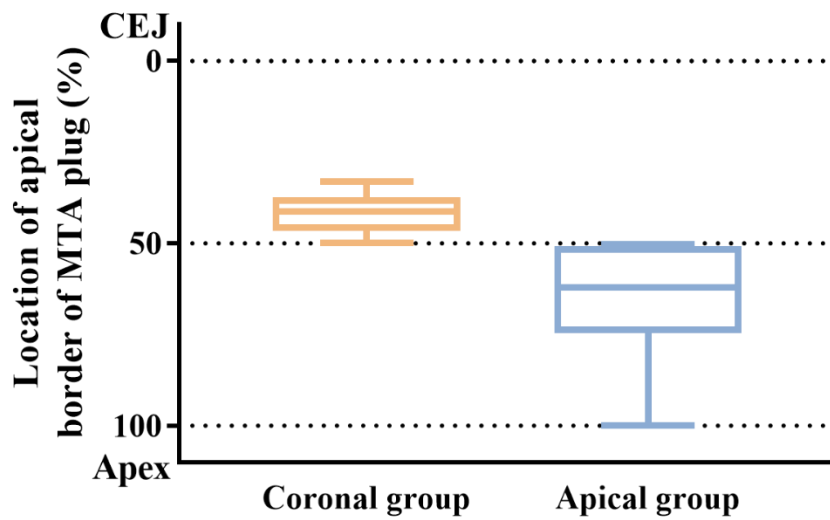 CEJ
0
50
100
Apex
Location of apical
border of MTA plug (%)
Coronal group
Apical group